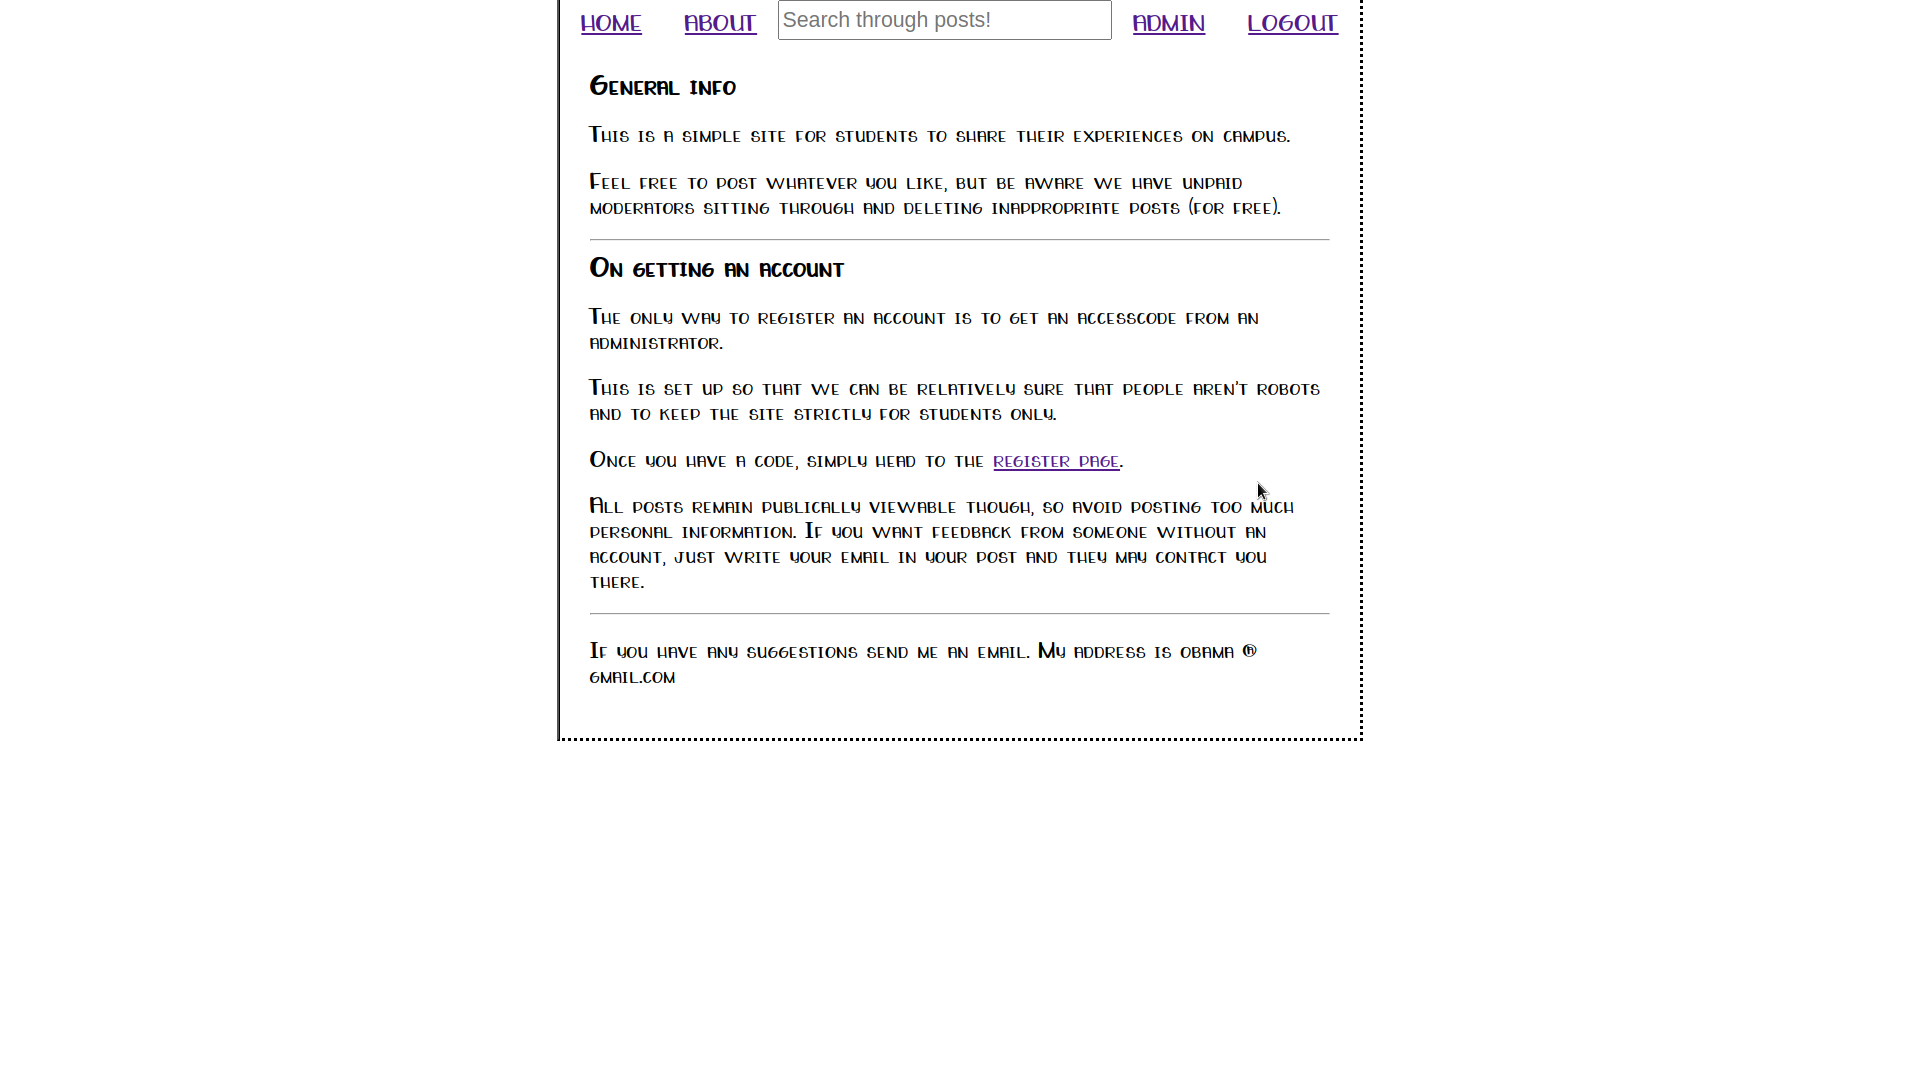 HOME ABOUT Search through posts! ADMIN LOGOUT
General info
This is a simple site for students to share their experiences on campus.
Feel free to post whatever you like, but be aware we have unpaid
moderators sitting through and deleting inappropriate posts (for free).
On getting an account
The only way to register an account is to get an accesscode from an
administrator.
This is set up so that we can be relatively sure that people aren't robots
and to keep the site strictly for students only.
Once you have a code, simply head to the register page.
All posts remain publically viewable though, so avoid posting too much
personal information. If you want feedback from someone without an
account, just write your email in your post and they may contact you
there.
If you have any suggestions send me an email. My address is obama @
gmail.com